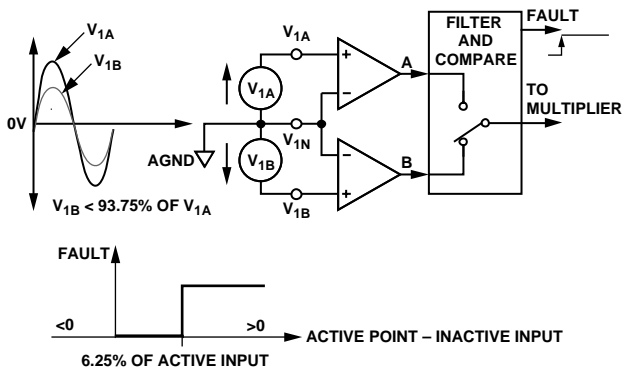 V1A
V1B
0V
V1B < 93.75% OF V1A
V1A
V1A
V1N
AGND
V1B
V1B
+
−
−
+
A
B
FILTER
AND
COMPARE
FAULT
TO
MULTIPLIER
FAULT
<0
>0
ACTIVE POINT – INACTIVE INPUT
6.25% OF ACTIVE INPUT